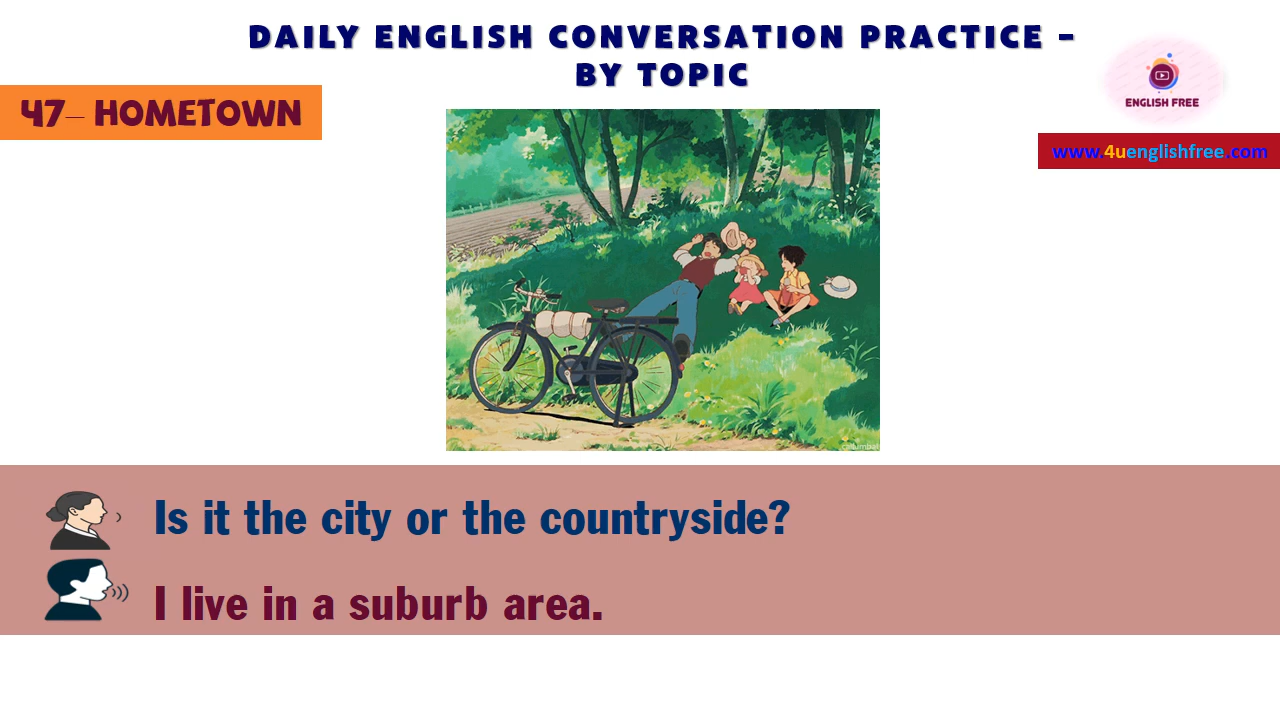 DAILY ENGLISH CONVERSATION PRACTICE –
BY TOPIC
ENGLISH FREE
47– HOMETOWN
www.4uenglishfree.com
Is it the city or the countryside?
I live in a suburb area.